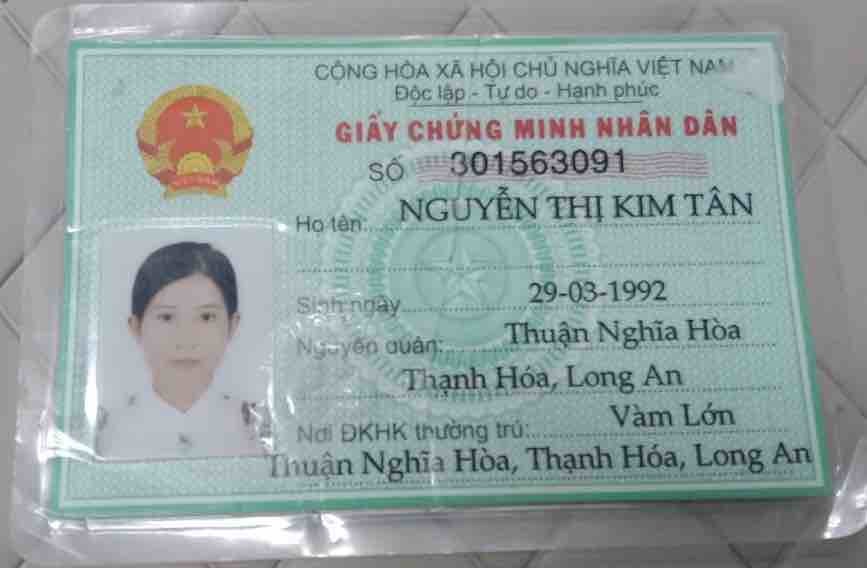 CỘNG HÒA XÃ HỘI CHỦ NGHĨA VIỆT NAM
Độc lập - Tự do - Hạnh phúc
GIẤY CHỨNG MINH NHÂN DÂN
SỐ 301563091
Họ tên: NGUYỄN THỊ KIM TÂN
Sinh ngày 29-03-1992
Nguyên quán: Thuận Nghĩa Hòa
Thạnh Hóa, Long An
Nơi ĐKHK thường trú: Vàm Lớn
Thuận Nghĩa Hòa, Thạnh Hóa, Long An